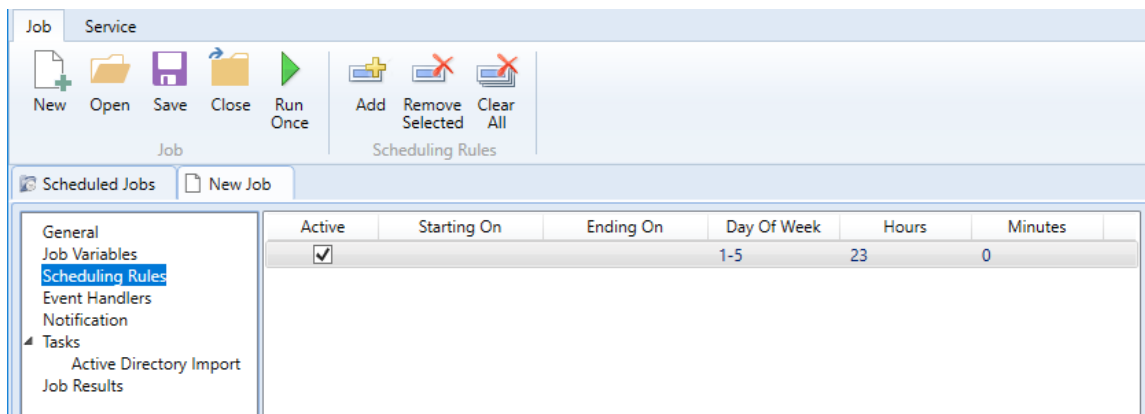 Job Service
New Open Save Close Run Once Add Remove Selected Clear All
Job Scheduling Rules
Scheduled Jobs New Job
General
Job Variables
Scheduling Rules
Event Handlers
Notification
Tasks
Active Directory Import
Job Results
Active Starting On Ending On Day Of Week Hours Minutes
1-5 23 0